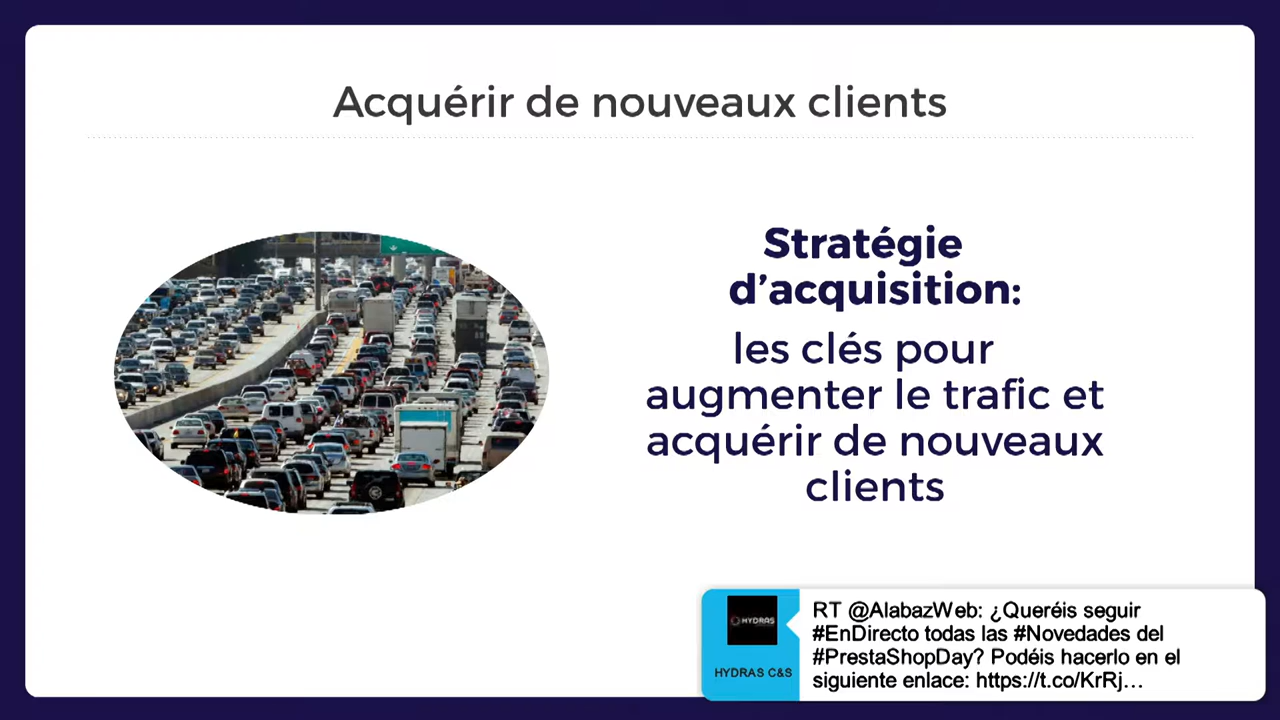 Acquérir de nouveaux clients
Stratégie
d’acquisition:
les clés pour
augmenter le trafic et
acquérir de nouveaux
clients
HYDRAS
HYDRAS C&S
RT @AlabazWeb: ¿Queréis seguir
#EnDirecto todas las #Novedades del
#PrestaShopDay? Podéis hacerlo en el
siguiente enlace: https://t.co/KrRj…